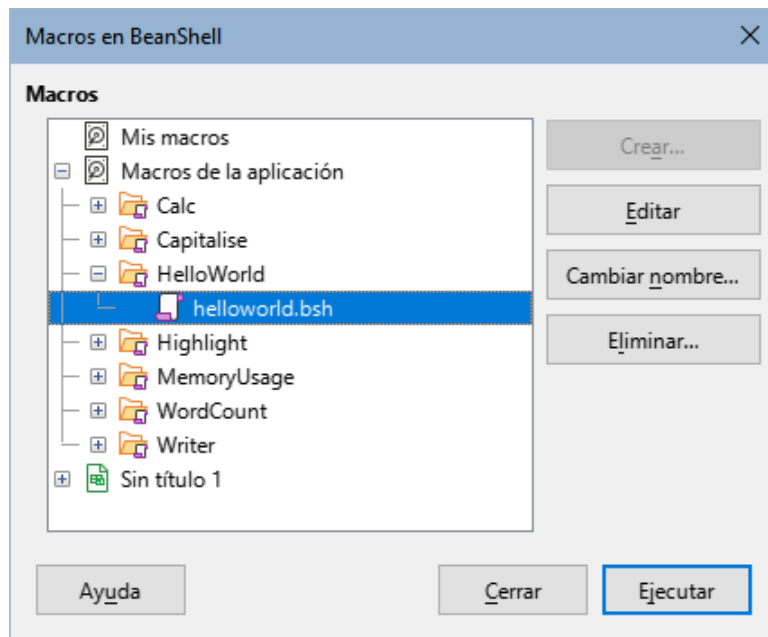 Macros en BeanShell
Macros
Mis macros
Macros de la aplicación
Calc
Capitalise
HelloWorld
helloworld.bsh
Highlight
MemoryUsage
WordCount
Writer
Sin título 1
Crear...
Editar
Cambiar nombre...
Eliminar...
Ayuda
Cerrar
Ejecutar